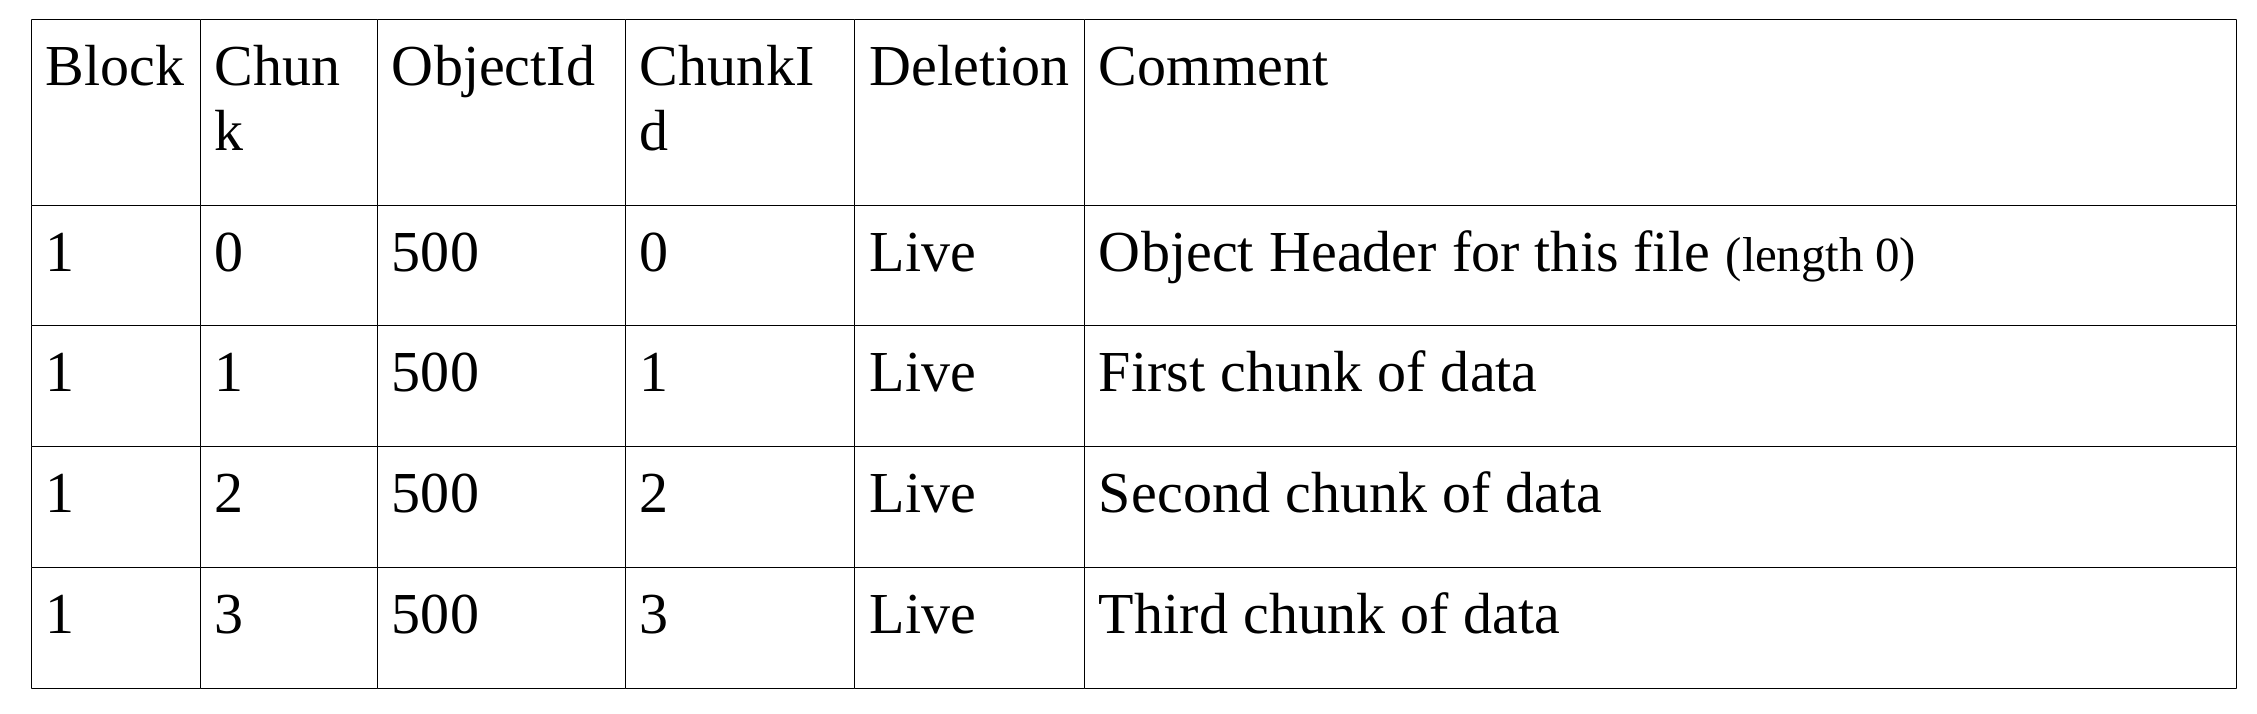 Block Chun ObjectId ChunkI Deletion Comment
k d
1 0 500 0 Live Object Header for this file (length 0)
1 1 500 1 Live First chunk of data
1 2 500 2 Live Second chunk of data
1 3 500 3 Live Third chunk of data